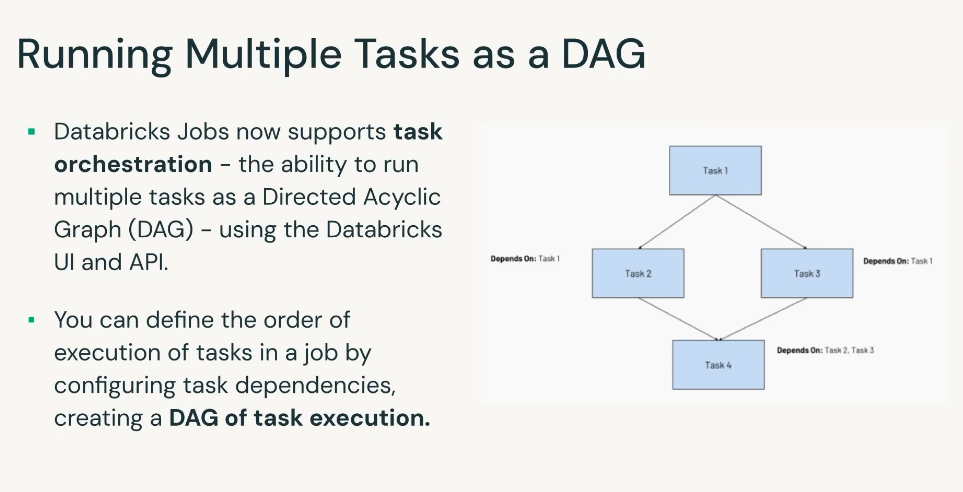 Running Multiple Tasks as a DAG
▪ Databricks Jobs now supports task
orchestration – the ability to run
multiple tasks as a Directed Acyclic
Graph (DAG) – using the Databricks
UI and API.
▪ You can define the order of
execution of tasks in a job by
configuring task dependencies,
creating a DAG of task execution.
Task 1
Depends On: Task 1
Task 2
Task 3
Depends On: Task 1
Task 4
Depends On: Task 2, Task 3